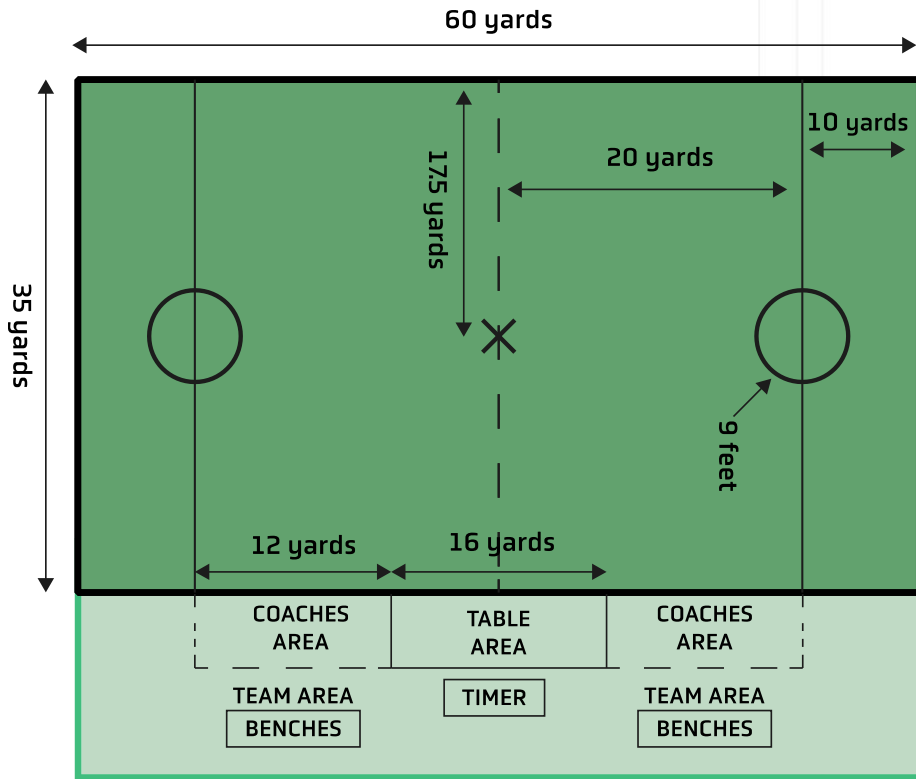 60 yards
10 yards
20 yards
17.5 yards
35 yards
9 feet
12 yards
16 yards
COACHES
AREA
TABLE
AREA
COACHES
AREA
TEAM AREA
BENCHES
TIMER
TEAM AREA
BENCHES